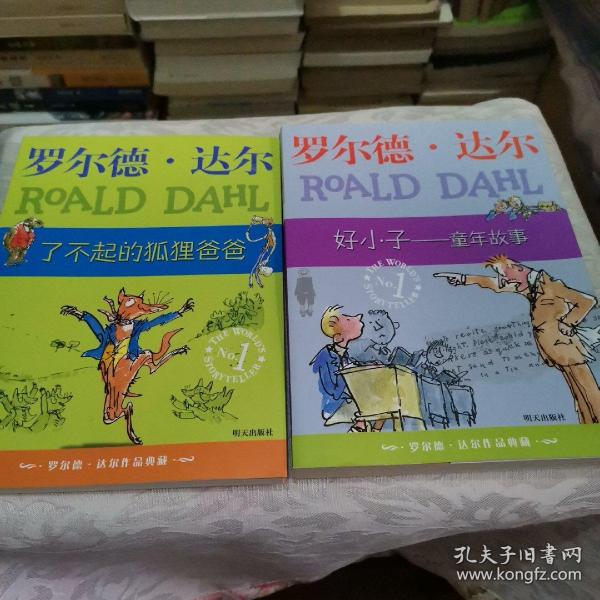 罗尔德·达尔
ROALD DAHL
了不起的狐狸爸爸
THE WORLD'S
No.1
STORYTELLER
明天出版社
罗尔德·达尔作品典藏
罗尔德·达尔
ROALD DAHL
好小子——童年故事
THE WORLD'S
No.1
STORYTELLER
明天出版社
罗尔德·达尔作品典藏
孔夫子旧书网
www.kongfz.com